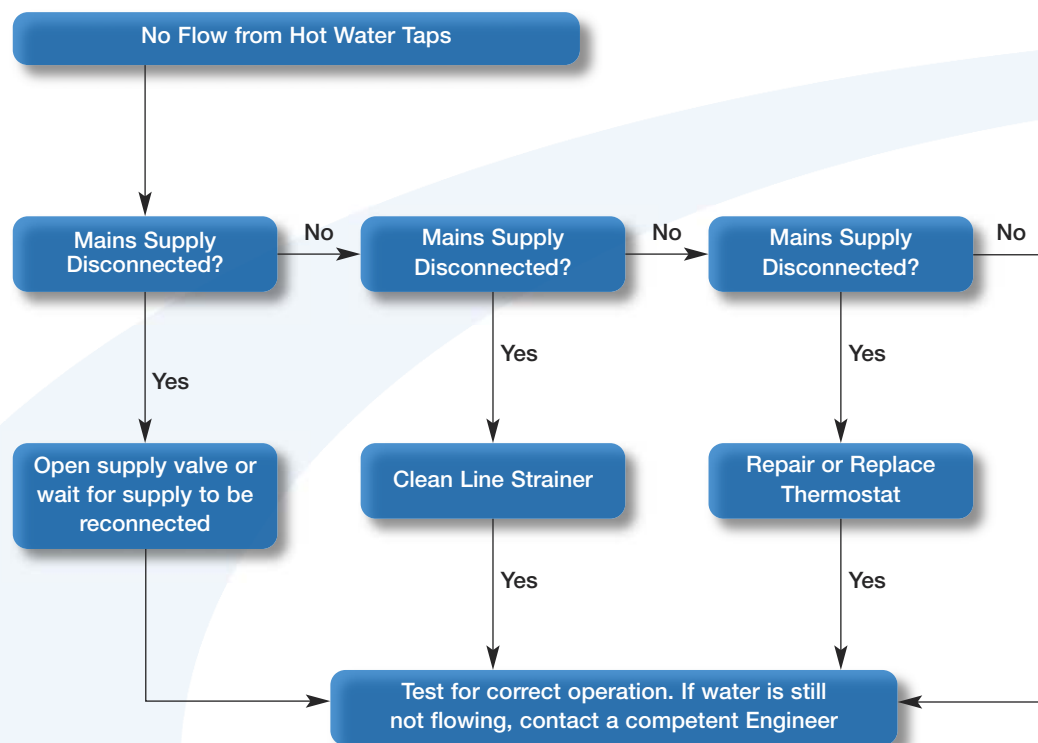 No Flow from Hot Water Taps
Mains Supply
Disconnected?
No
Mains Supply
Disconnected?
No
Mains Supply
Disconnected?
No
Yes
Yes
Yes
Open supply valve or
wait for supply to be
reconnected
Clean Line Strainer
Repair or Replace
Thermostat
Yes
Yes
Test for correct operation. If water is still
not flowing, contact a competent Engineer